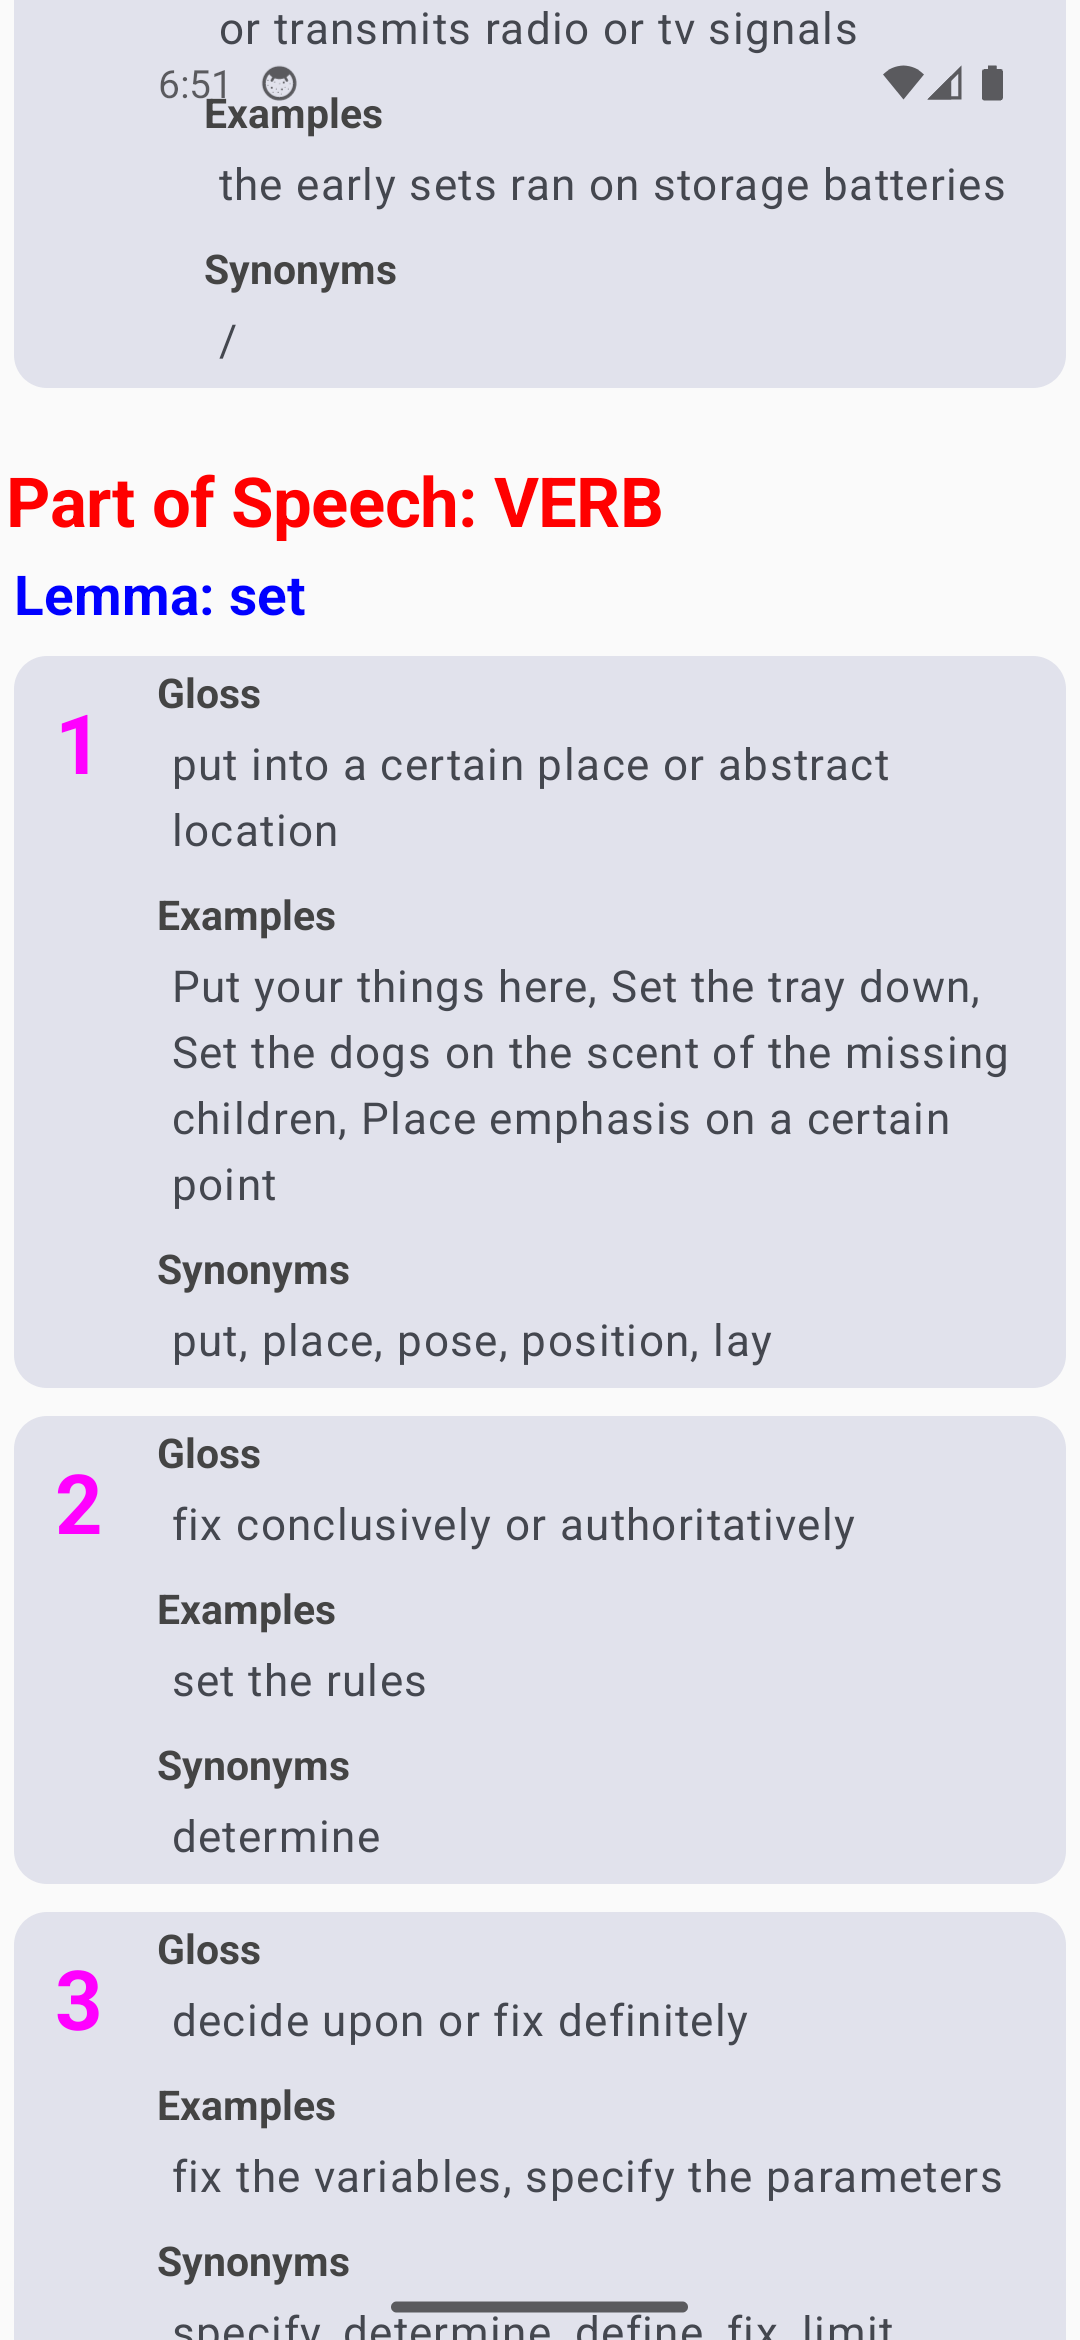 or transmits radio or tv signals
6:51
Examples
the early sets ran on storage batteries
Synonyms
/
Part of Speech: VERB
Lemma: set
1
Gloss
put into a certain place or abstract
location
Examples
Put your things here, Set the tray down,
Set the dogs on the scent of the missing
children, Place emphasis on a certain
point
Synonyms
put, place, pose, position, lay
2
Gloss
fix conclusively or authoritatively
Examples
set the rules
Synonyms
determine
3
Gloss
decide upon or fix definitely
Examples
fix the variables, specify the parameters
Synonyms
specify, determine, define, fix, limit